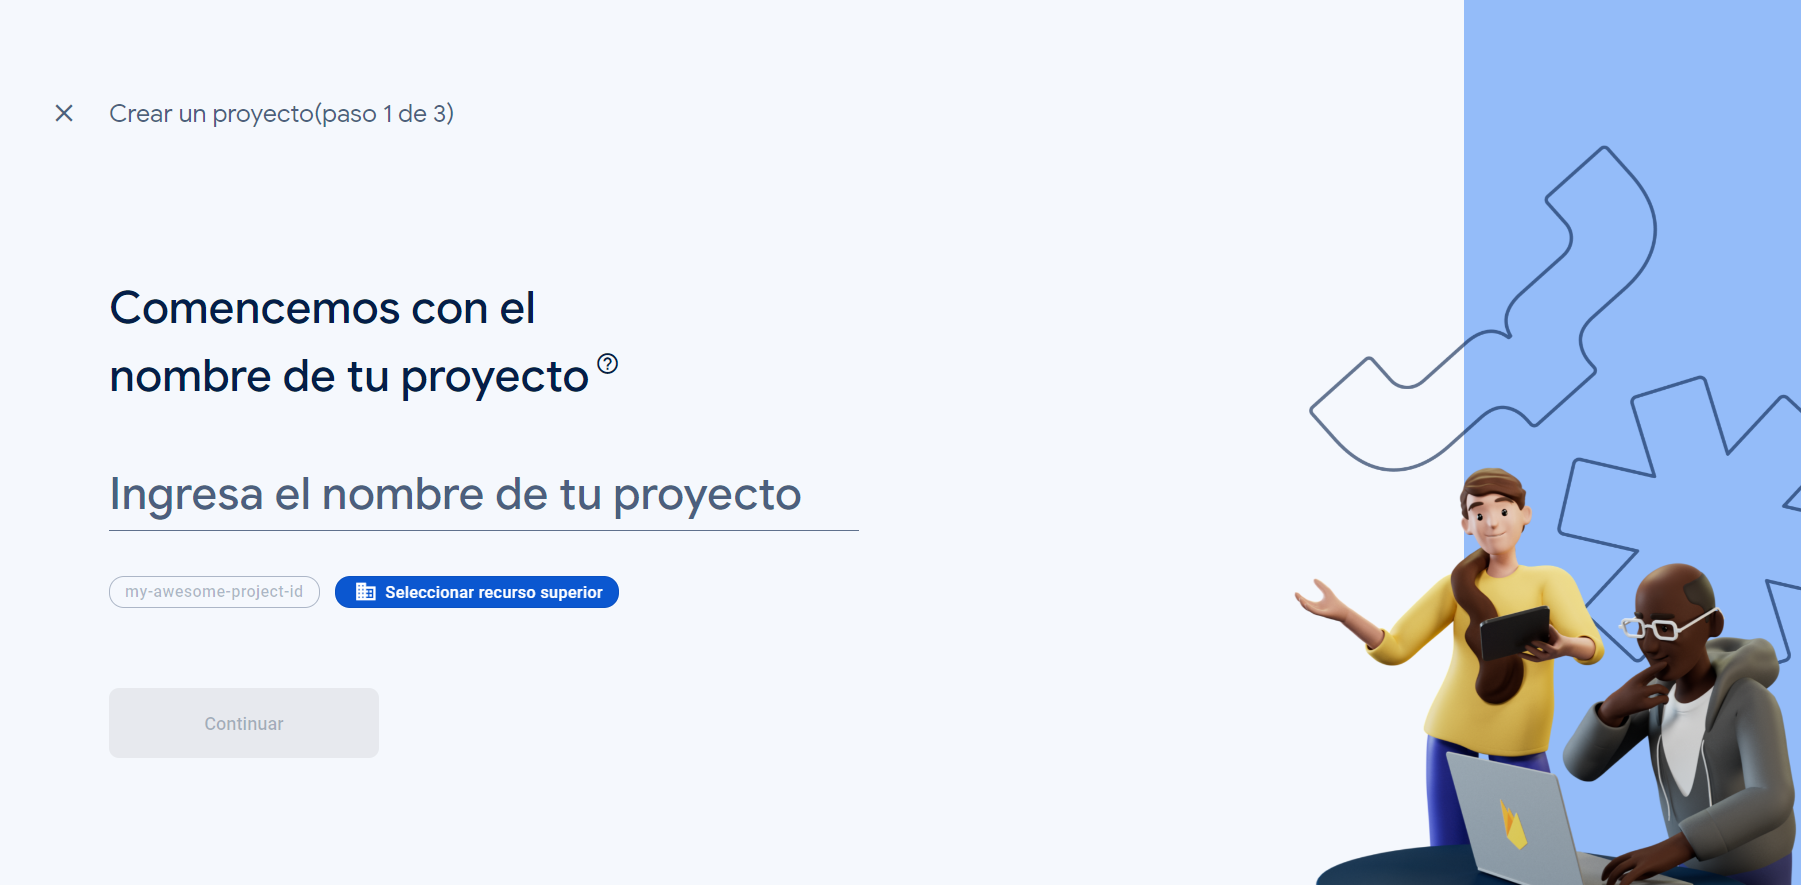 Crear un proyecto(paso 1 de 3)
Comencemos con el
nombre de tu proyecto
Ingresa el nombre de tu proyecto
my-awesome-project-id
Seleccionar recurso superior
Continuar